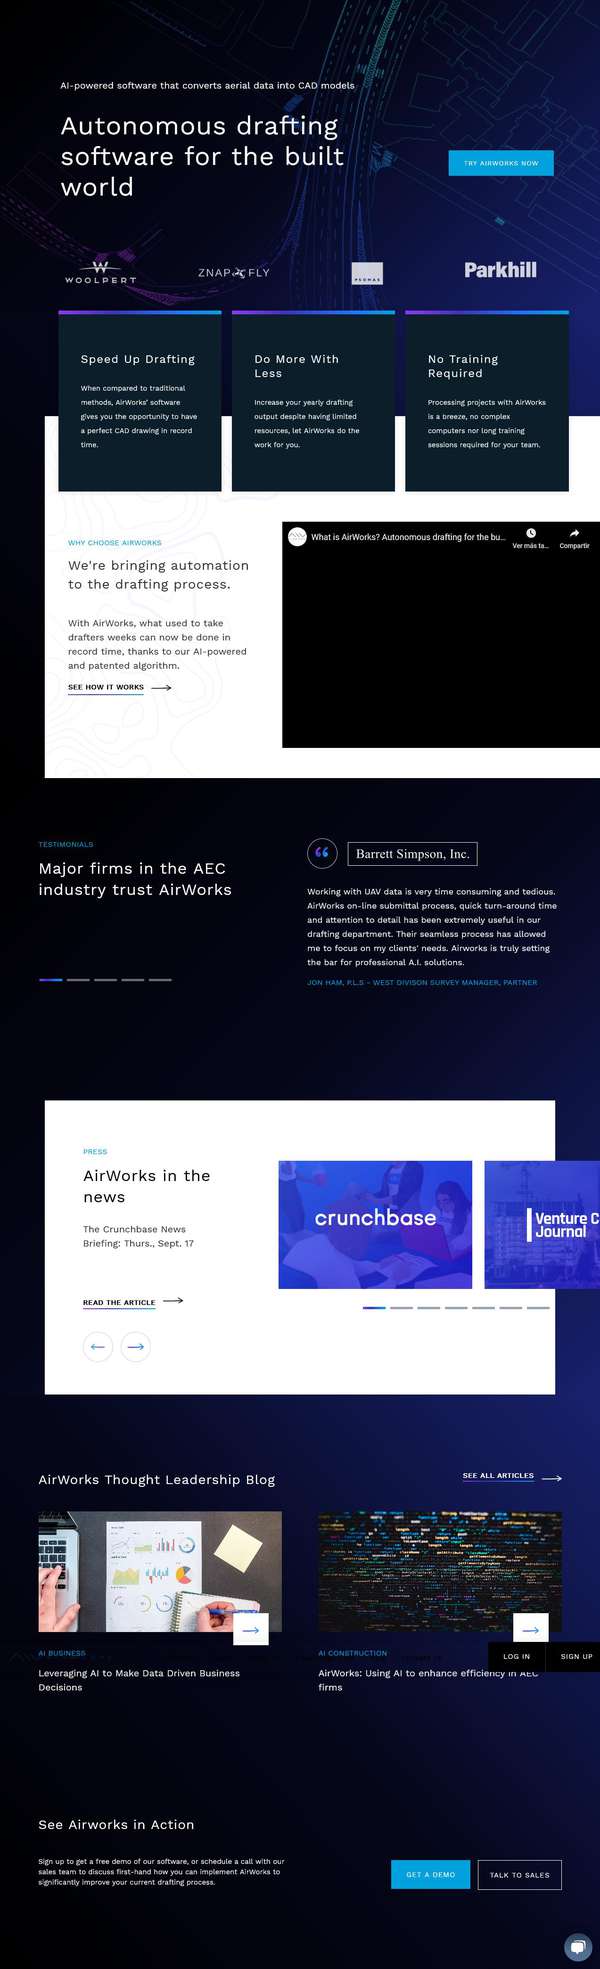 AI-powered software that converts aerial data into CAD models
Autonomous drafting
software for the built
world
TRY AIRWORKS NOW
WOOLPERT
ZNAP FLY
PSOMAS
Parkhill
Speed Up Drafting
When compared to traditional
methods, AirWorks' software
gives you the opportunity to have
a perfect CAD drawing in record
time.
Do More With
Less
Increase your yearly drafting
output despite having limited
resources, let AirWorks do the
work for you.
No Training
Required
Processing projects with AirWorks
is a breeze, no complex
computers nor long training
sessions required for your team.
WHY CHOOSE AIRWORKS
We're bringing automation
to the drafting process.
With AirWorks, what used to take
drafters weeks can now be done in
record time, thanks to our AI-powered
and patented algorithm.
SEE HOW IT WORKS
What is AirWorks? Autonomous drafting for the bu...
Ver más ta...
Compartir
TESTIMONIALS
Major firms in the AEC
industry trust AirWorks
Barrett Simpson, Inc.
Working with UAV data is very time consuming and tedious.
AirWorks on-line submittal process, quick turn-around time
and attention to detail has been extremely useful in our
drafting department. Their seamless process has allowed
me to focus on my clients' needs. Airworks is truly setting
the bar for professional A.I. solutions.
JON HAM, P.L.S - WEST DIVISON SURVEY MANAGER, PARTNER
PRESS
AirWorks in the
news
The Crunchbase News
Briefing: Thurs., Sept. 17
READ THE ARTICLE
crunchbase
Venture C
Journal
AirWorks Thought Leadership Blog
SEE ALL ARTICLES
AI BUSINESS
Leveraging AI to Make Data Driven Business
Decisions
AI CONSTRUCTION
AirWorks: Using AI to enhance efficiency in AEC
firms
LOG IN
SIGN UP
See Airworks in Action
Sign up to get a free demo of our software, or schedule a call with our
sales team to discuss first-hand how you can implement AirWorks to
significantly improve your current drafting process.
GET A DEMO
TALK TO SALES